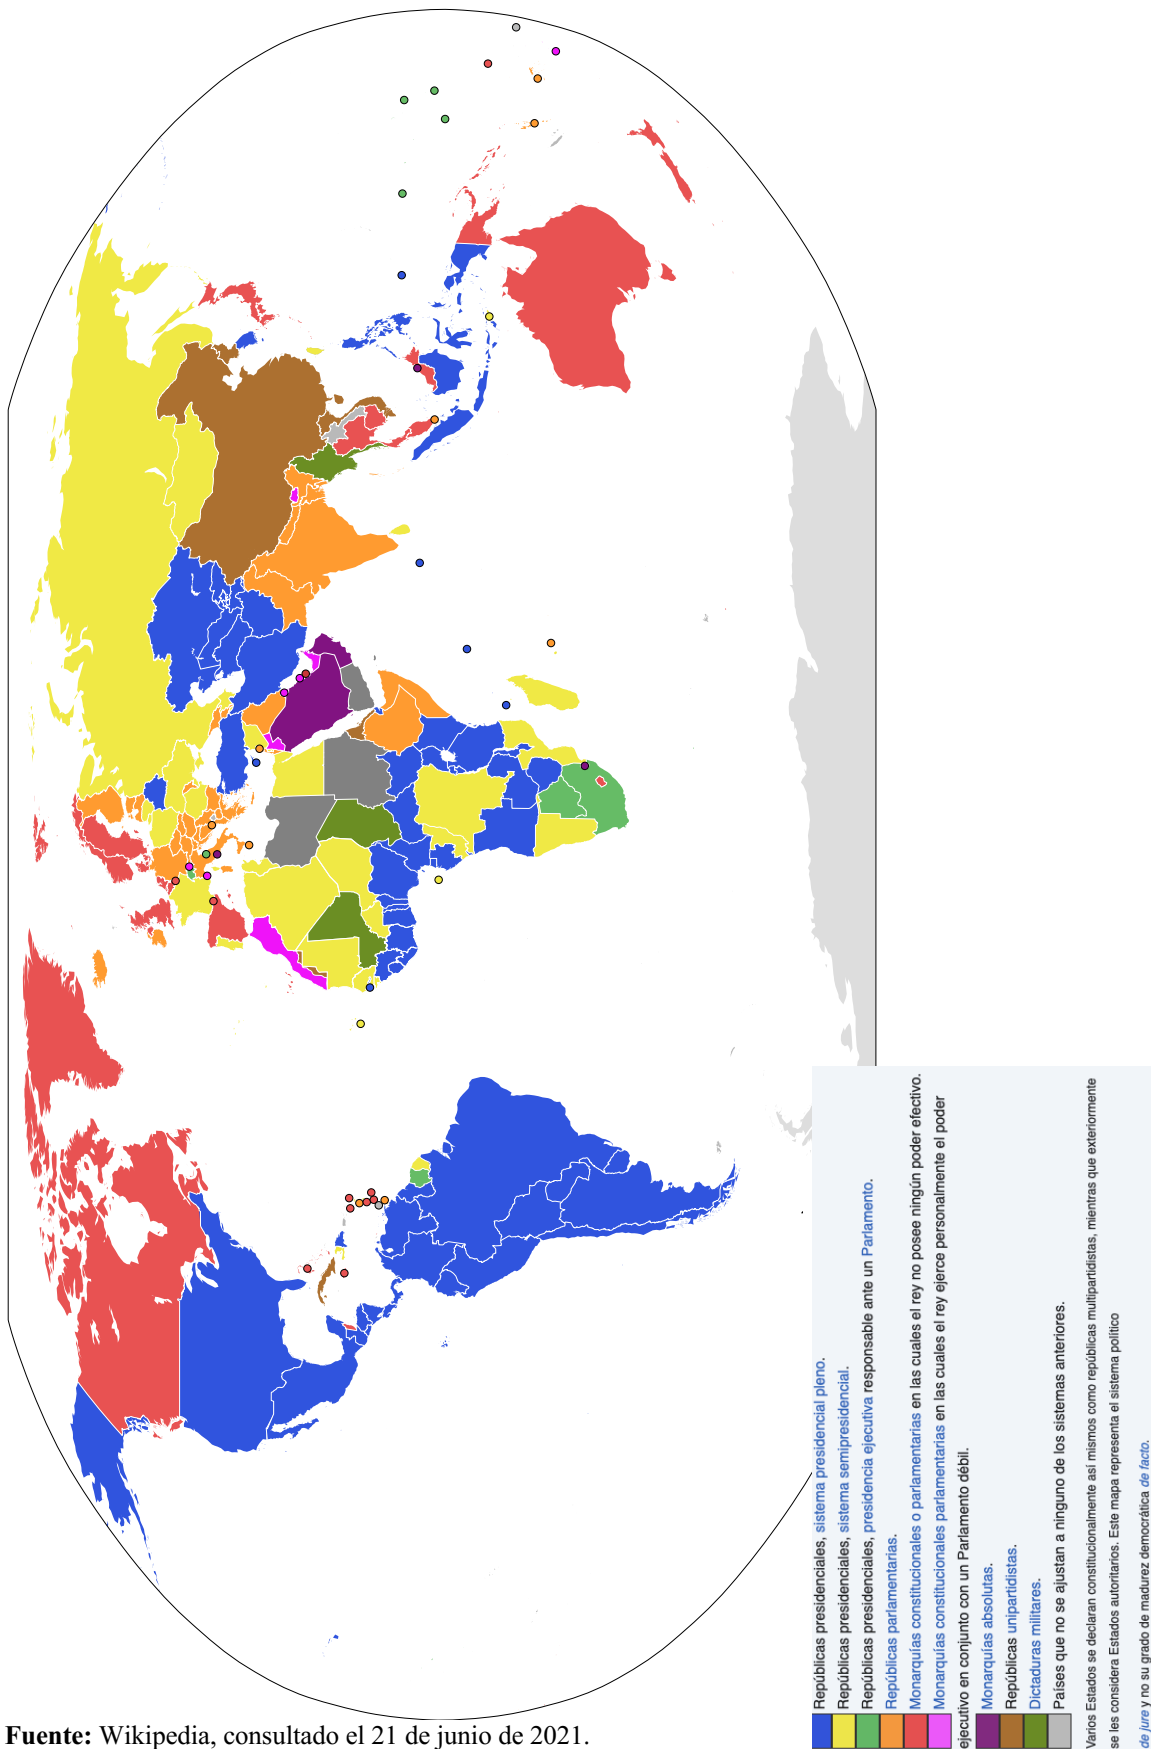 Repúblicas presidenciales, sistema presidencial pleno.
Repúblicas presidenciales, sistema semipresidencial.
Repúblicas presidenciales, presidencia ejecutiva responsable ante un Parlamento.
Repúblicas parlamentarias.
Monarquías constitucionales o parlamentarias en las cuales el rey no posee ningún poder efectivo.
Monarquías constitucionales parlamentarias en las cuales el rey ejerce personalmente el poder
ejecutivo en conjunto con un Parlamento débil.
Monarquías absolutas.
Repúblicas unipartidistas.
Dictaduras militares.
Países que no se ajustan a ninguno de los sistemas anteriores.
Varios Estados se declaran constitucionalmente así mismos como repúblicas multipartidistas, mientras que exteriormente
se les considera Estados autoritarios. Este mapa representa el sistema político
de jure y no su grado de madurez democrática de facto.
Fuente: Wikipedia, consultado el 21 de junio de 2021.